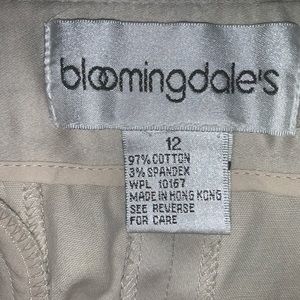 bloomingdale's
12
97% COTTON
3% SPANDEX
WPL 10167
MADE IN HONG KONG
SEE REVERSE
FOR CARE